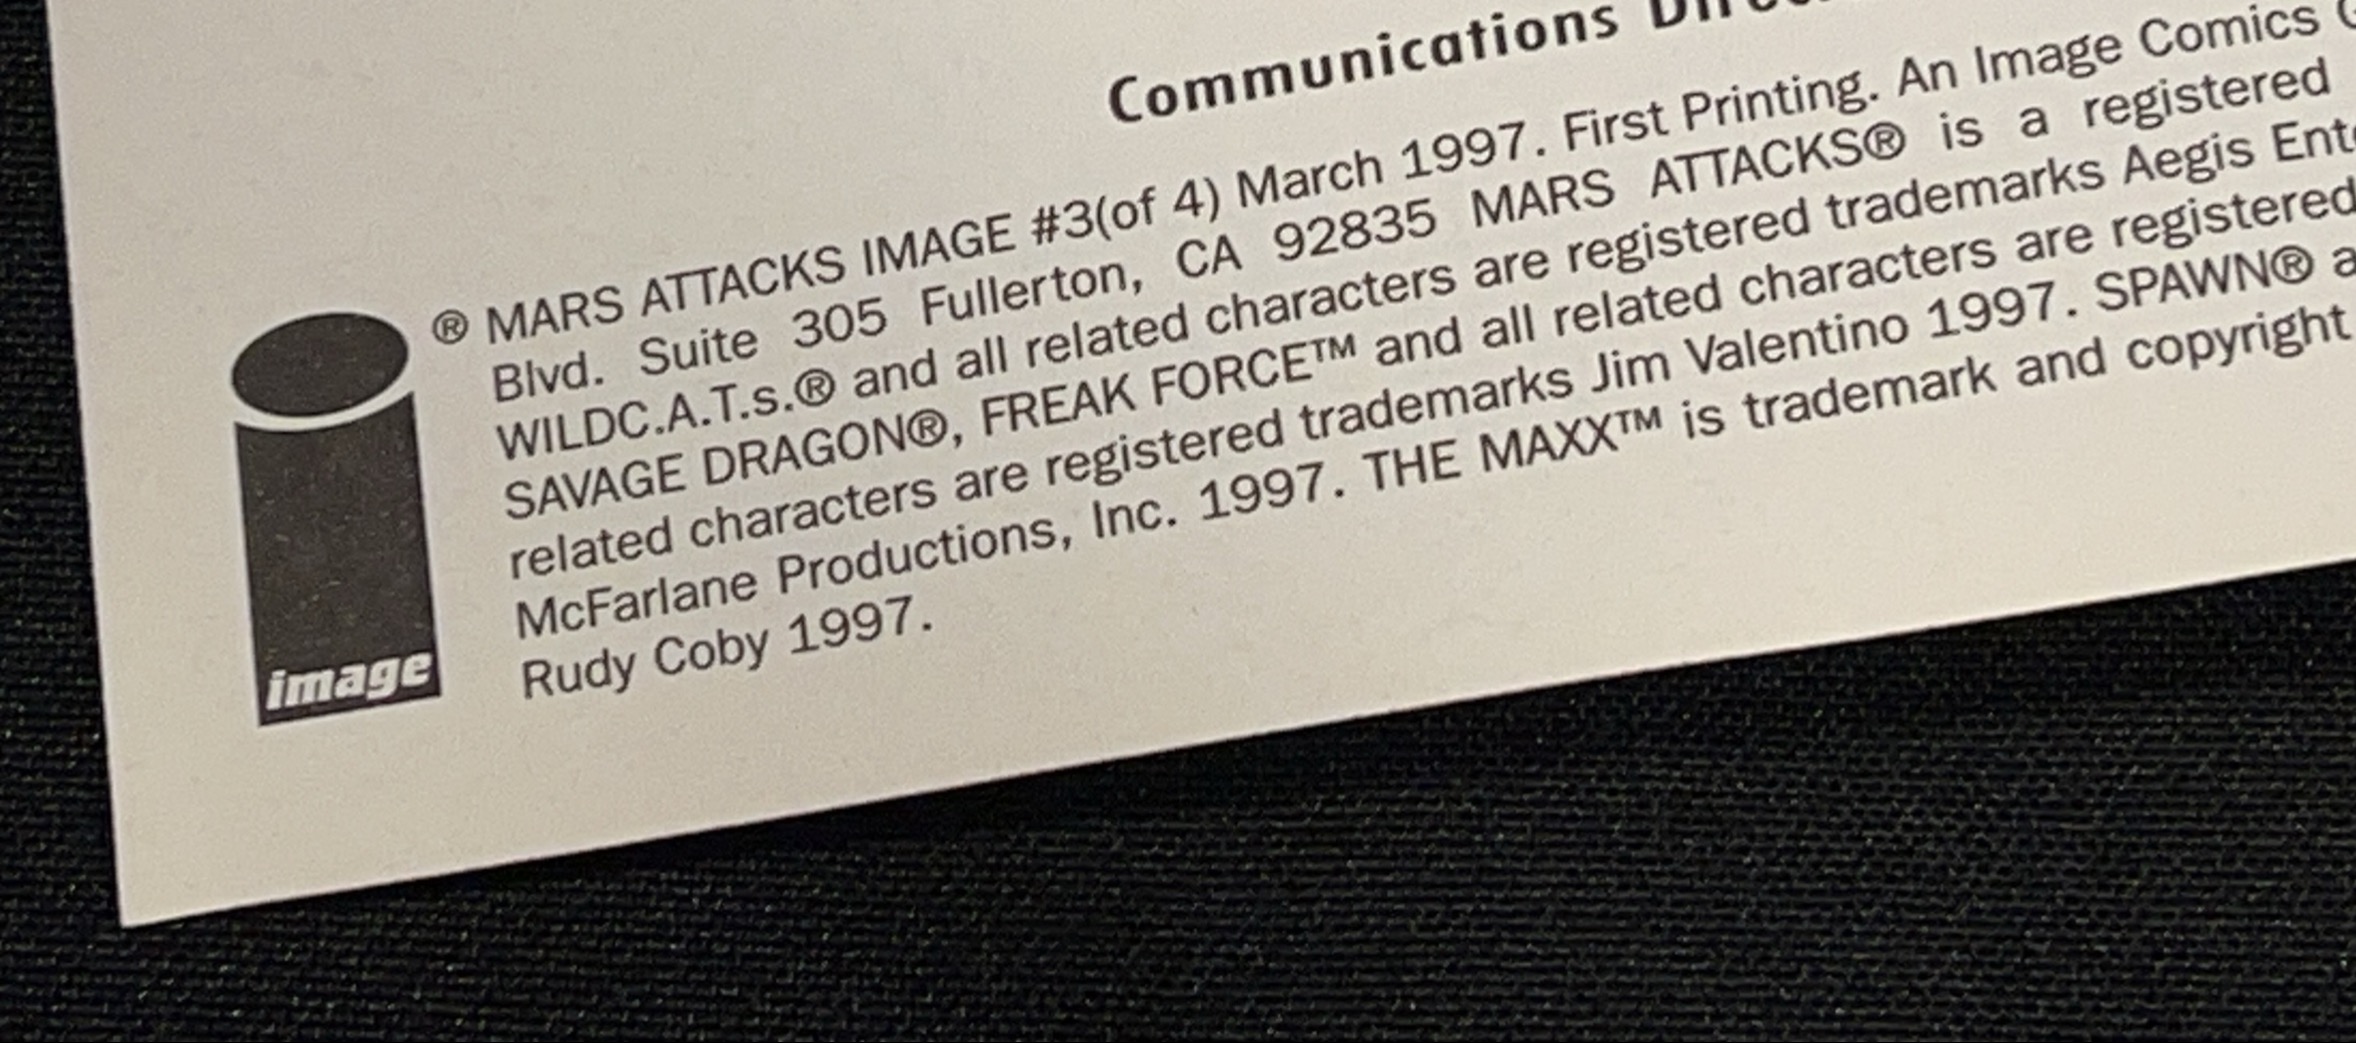 Communications
® MARS ATTACKS IMAGE #3(of 4) March 1997. First Printing. An Image Comics
Blvd. Suite 305 Fullerton, CA 92835 MARS ATTACKS® is a registered
WILDC.A.T.s.® and all related characters are registered trademarks Aegis
SAVAGE DRAGON®, FREAK FORCE™ and all related characters are registered
related characters are registered trademarks Jim Valentino 1997. SPAWN®
McFarlane Productions, Inc. 1997. THE MAXX™ is trademark and copyright
Rudy Coby 1997.
image